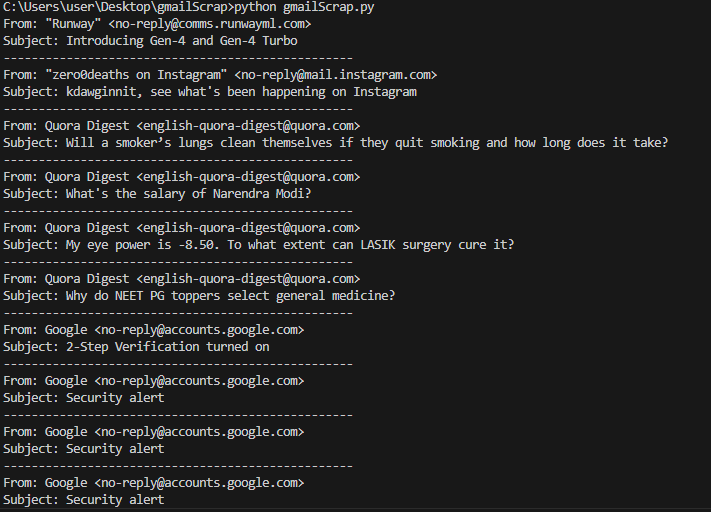 C:\Users\user\Desktop\gmailScrap>python gmailScrap.py
From: "Runway" <no-reply@comms.runwayml.com>
Subject: Introducing Gen-4 and Gen-4 Turbo
--------------------------------------------------
From: "zero0deaths on Instagram" <no-reply@mail.instagram.com>
Subject: kdawginnit, see what's been happening on Instagram
--------------------------------------------------
From: Quora Digest <english-quora-digest@quora.com>
Subject: Will a smoker’s lungs clean themselves if they quit smoking and how long does it take?
--------------------------------------------------
From: Quora Digest <english-quora-digest@quora.com>
Subject: What's the salary of Narendra Modi?
--------------------------------------------------
From: Quora Digest <english-quora-digest@quora.com>
Subject: My eye power is -8.50. To what extent can LASIK surgery cure it?
--------------------------------------------------
From: Quora Digest <english-quora-digest@quora.com>
Subject: Why do NEET PG toppers select general medicine?
--------------------------------------------------
From: Google <no-reply@accounts.google.com>
Subject: 2-Step Verification turned on
--------------------------------------------------
From: Google <no-reply@accounts.google.com>
Subject: Security alert
--------------------------------------------------
From: Google <no-reply@accounts.google.com>
Subject: Security alert
--------------------------------------------------
From: Google <no-reply@accounts.google.com>
Subject: Security alert